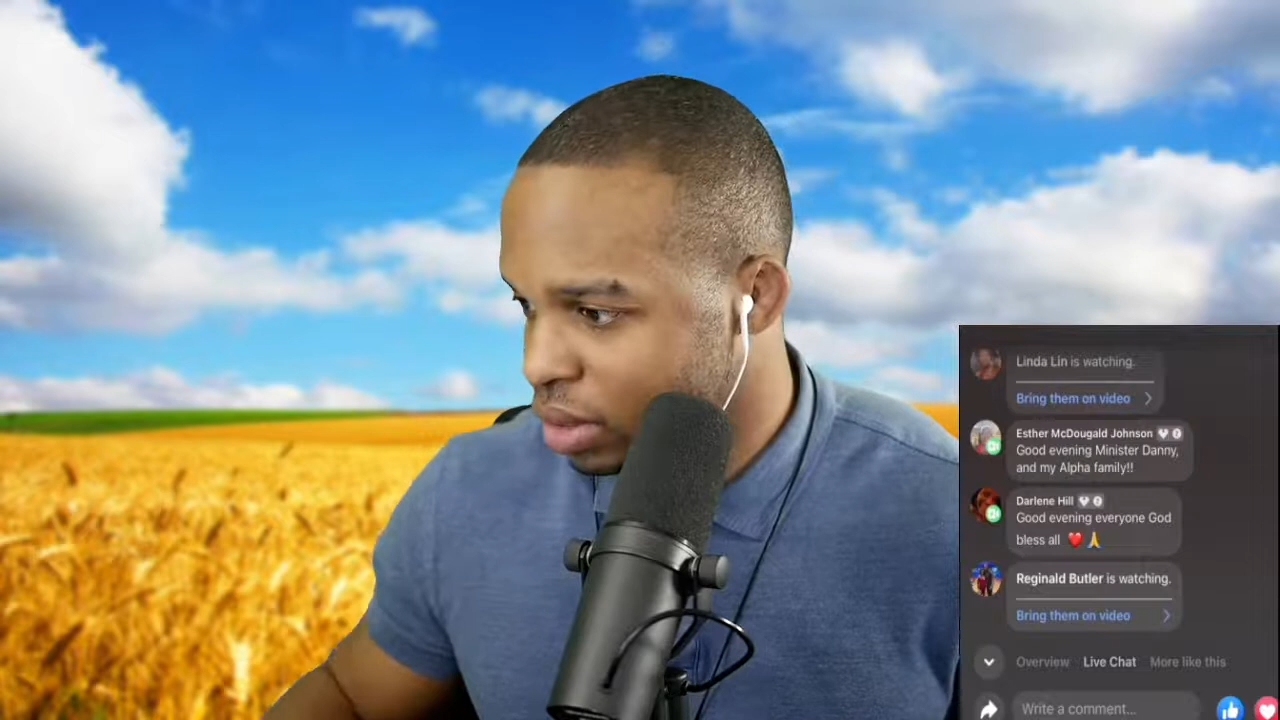 Linda Lin is watching.
Bring them on video
Esther McDougald Johnson
Good evening Minister Danny,
and my Alpha family!!
Darlene Hill
Good evening everyone God
bless all ❤️🙏
Reginald Butler is watching.
Bring them on video
Overview Live Chat More like this
Write a comment...